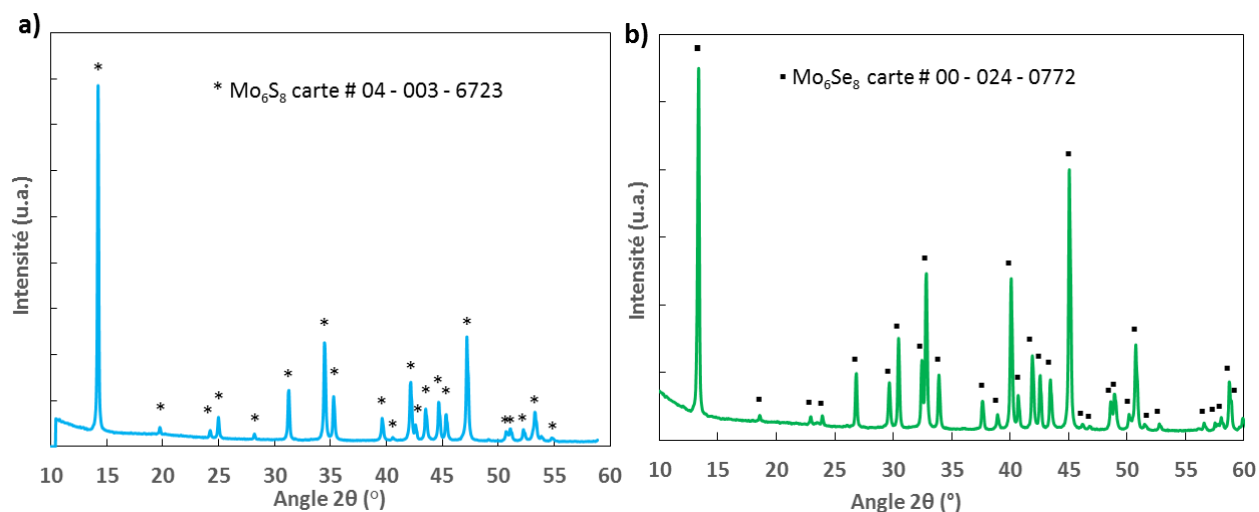 a)
* Mo₆S₈ carte # 04 - 003 - 6723
Intensité (u.a.)
10 15 20 25 30 35 40 45 50 55 60
Angle 2θ (°)
b)
▪ Mo₆Se₈ carte # 00 - 024 - 0772
Intensité (u.a.)
10 15 20 25 30 35 40 45 50 55 60
Angle 2θ (°)